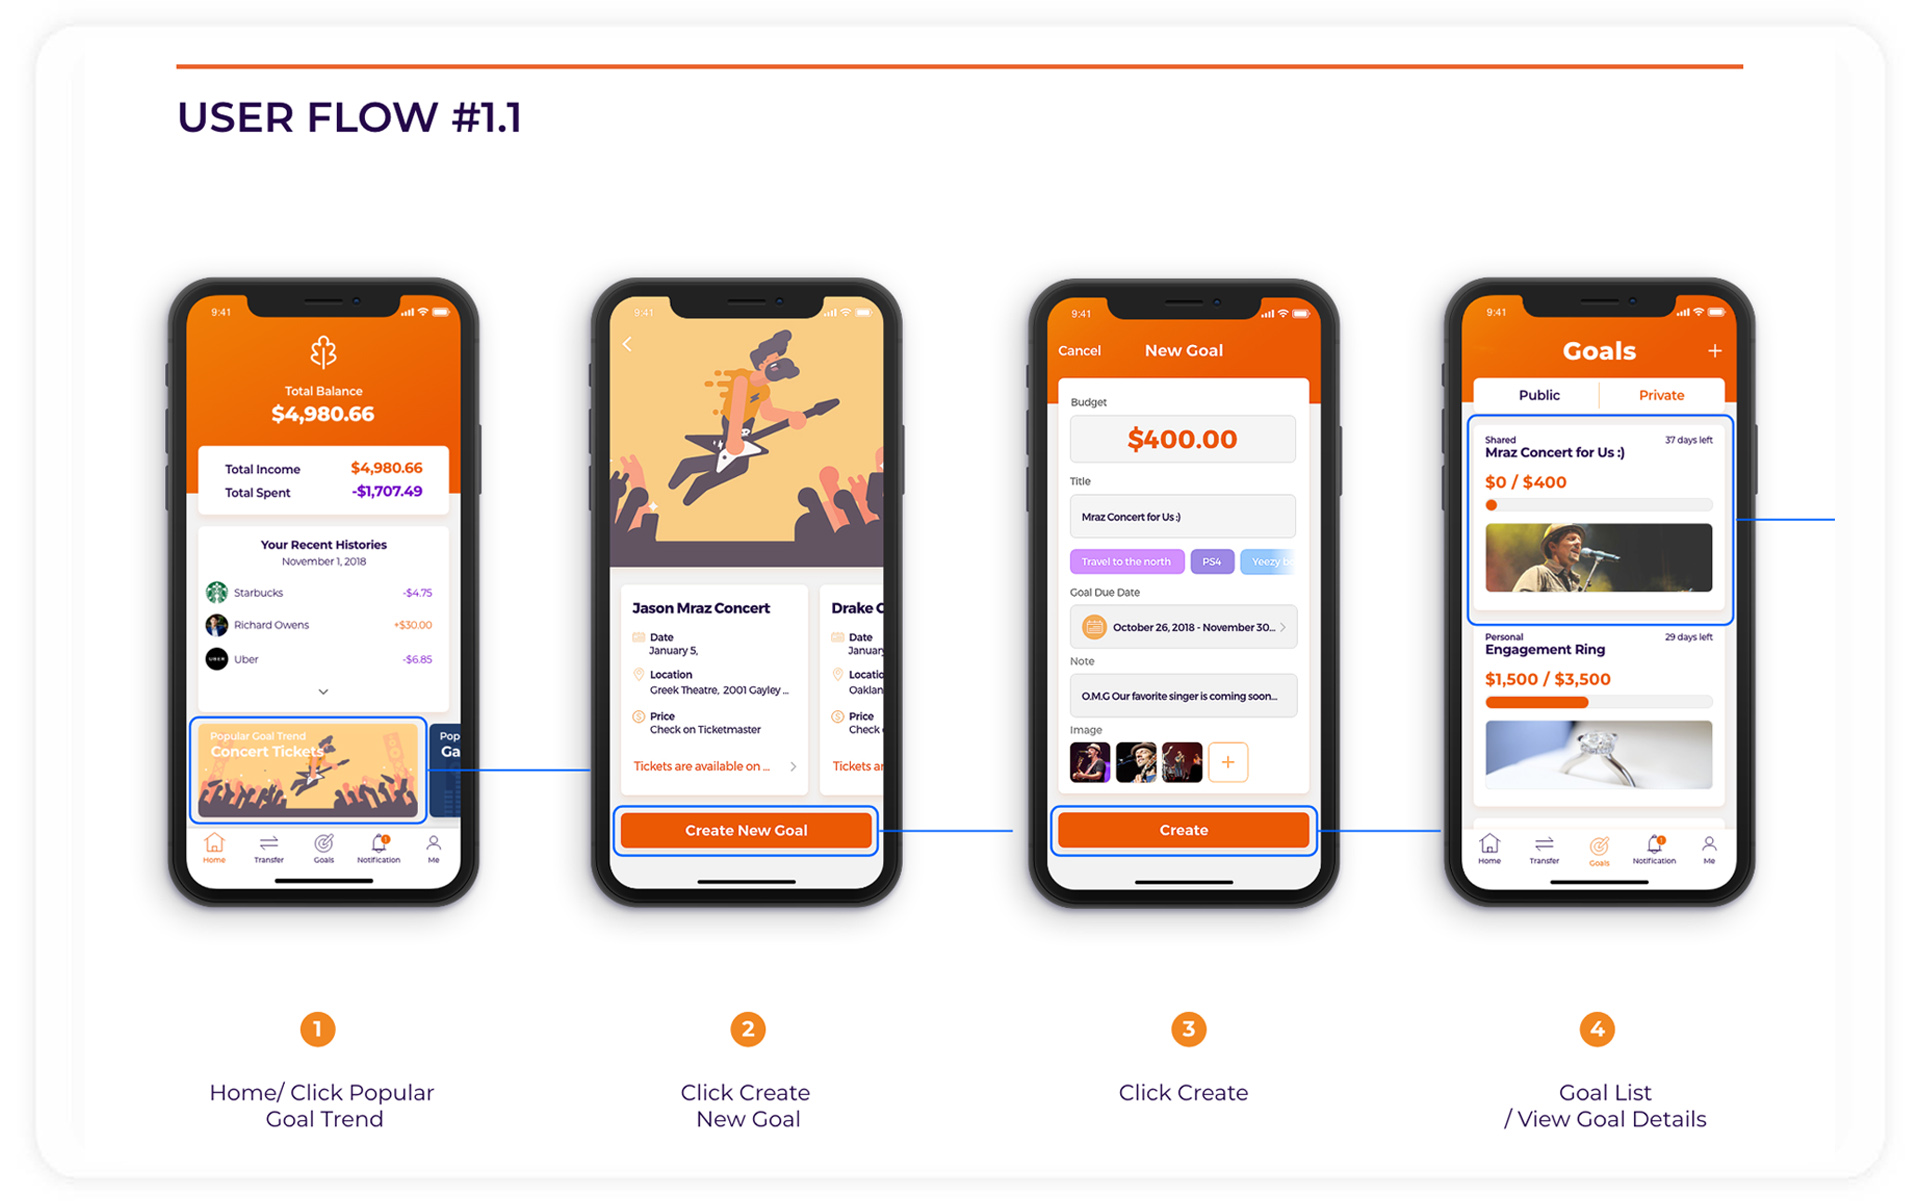 USER FLOW #1.1
9:41
Total Balance
$4,980.66
Total Income $4,980.66
Total Spent -$1,707.49
Your Recent Histories
November 1, 2018
Starbucks -$4.75
Richard Owens +$30.00
UBER Uber -$6.85
Popular Goal Trend
Concert Tickets
Pop
Ga
Home Transfer Goals Notification Me
9:41
Jason Mraz Concert
Date
January 5,
Location
Greek Theatre, 2001 Gayley ...
Price
Check on Ticketmaster
Tickets are available on ...
Drake C
Date
January
Locatio
Oaklan
Price
Check
Tickets ar
Create New Goal
9:41
Cancel New Goal
Budget
$400.00
Title
Mraz Concert for Us :)
Travel to the north PS4 Yeezy bo
Goal Due Date
October 26, 2018 - November 30...
Note
O.M.G Our favorite singer is coming soon...
Image
+
Create
9:41
Goals +
Public Private
Shared 37 days left
Mraz Concert for Us :)
$0 / $400
Personal 29 days left
Engagement Ring
$1,500 / $3,500
Home Transfer Goals Notification Me
1
Home/ Click Popular
Goal Trend
2
Click Create
New Goal
3
Click Create
4
Goal List
/ View Goal Details